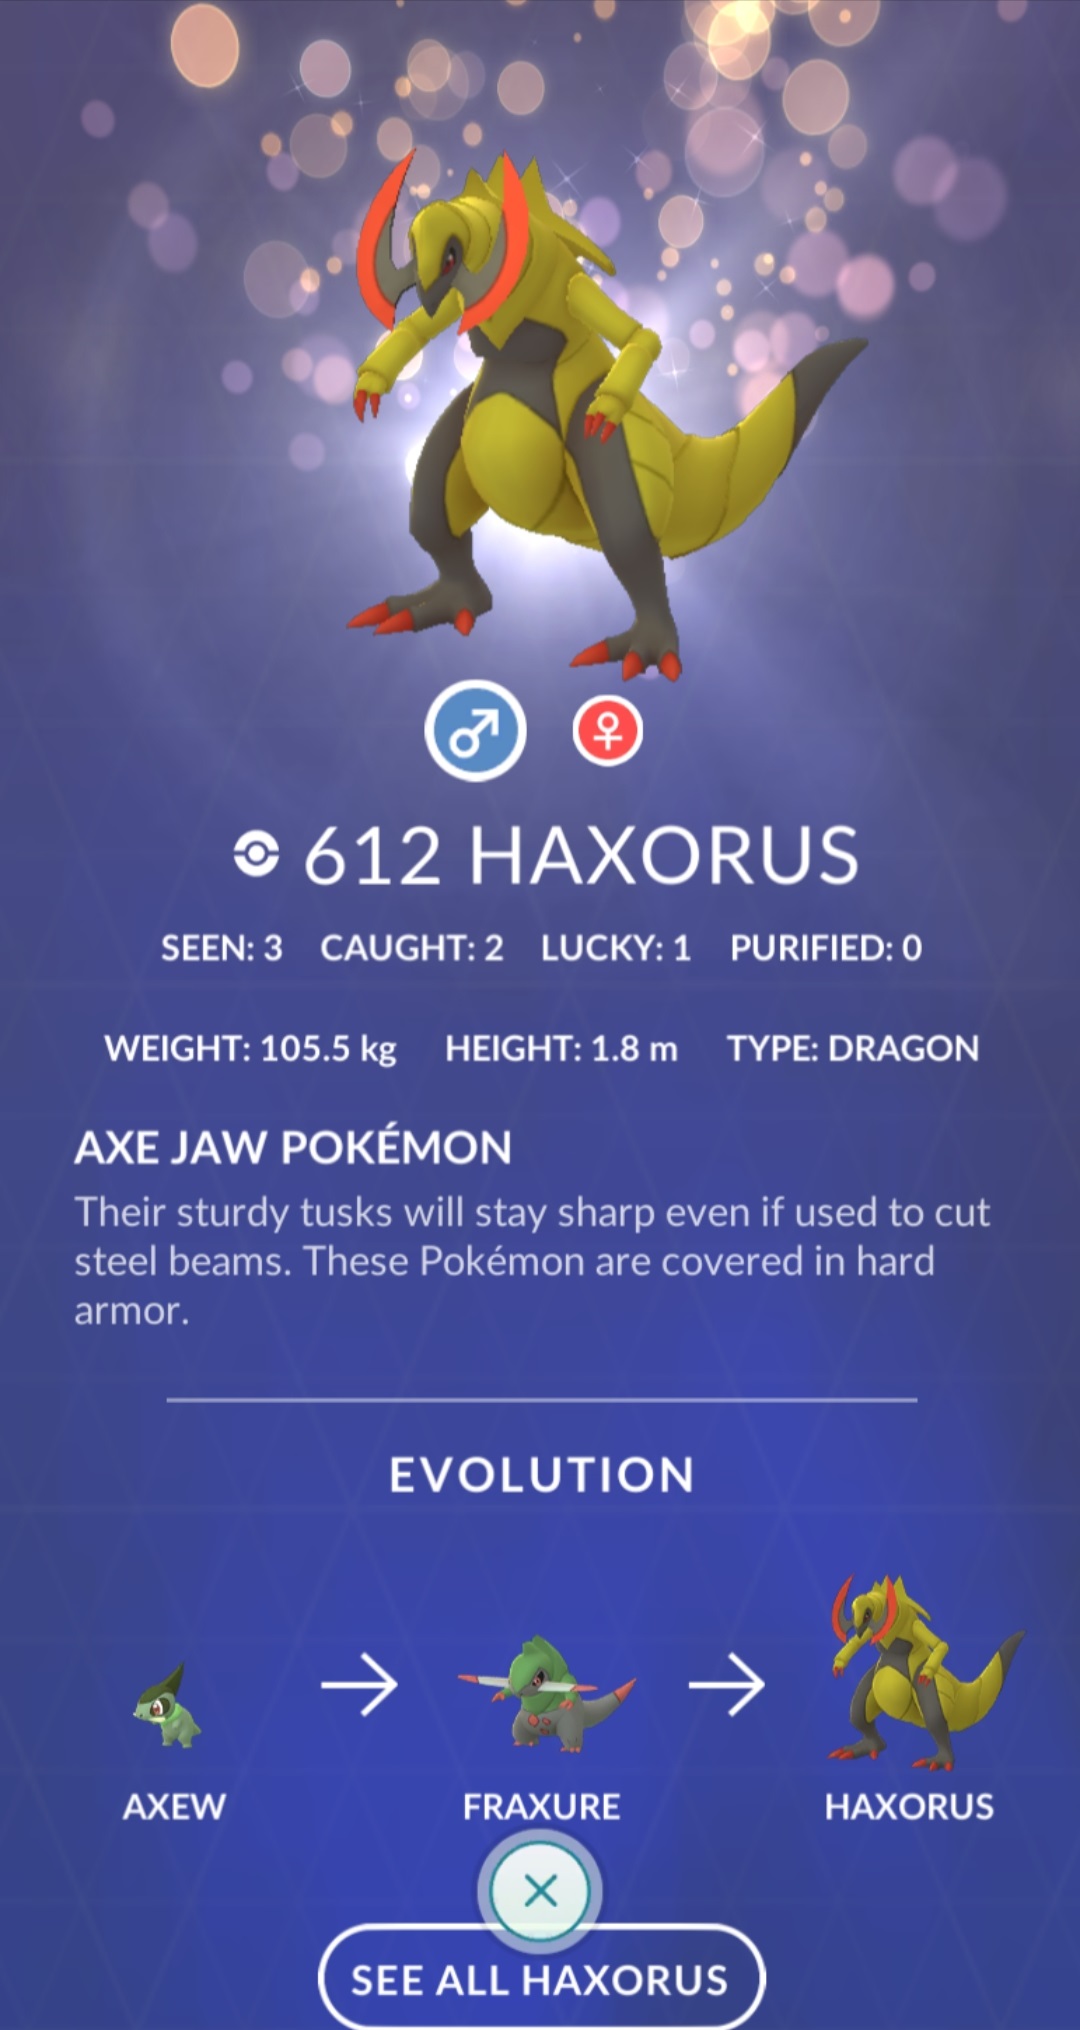 612 HAXORUS
SEEN: 3 CAUGHT: 2 LUCKY: 1 PURIFIED: 0
WEIGHT: 105.5 kg HEIGHT: 1.8 m TYPE: DRAGON
AXE JAW POKÉMON
Their sturdy tusks will stay sharp even if used to cut
steel beams. These Pokémon are covered in hard
armor.
EVOLUTION
AXEW FRAXURE HAXORUS
SEE ALL HAXORUS